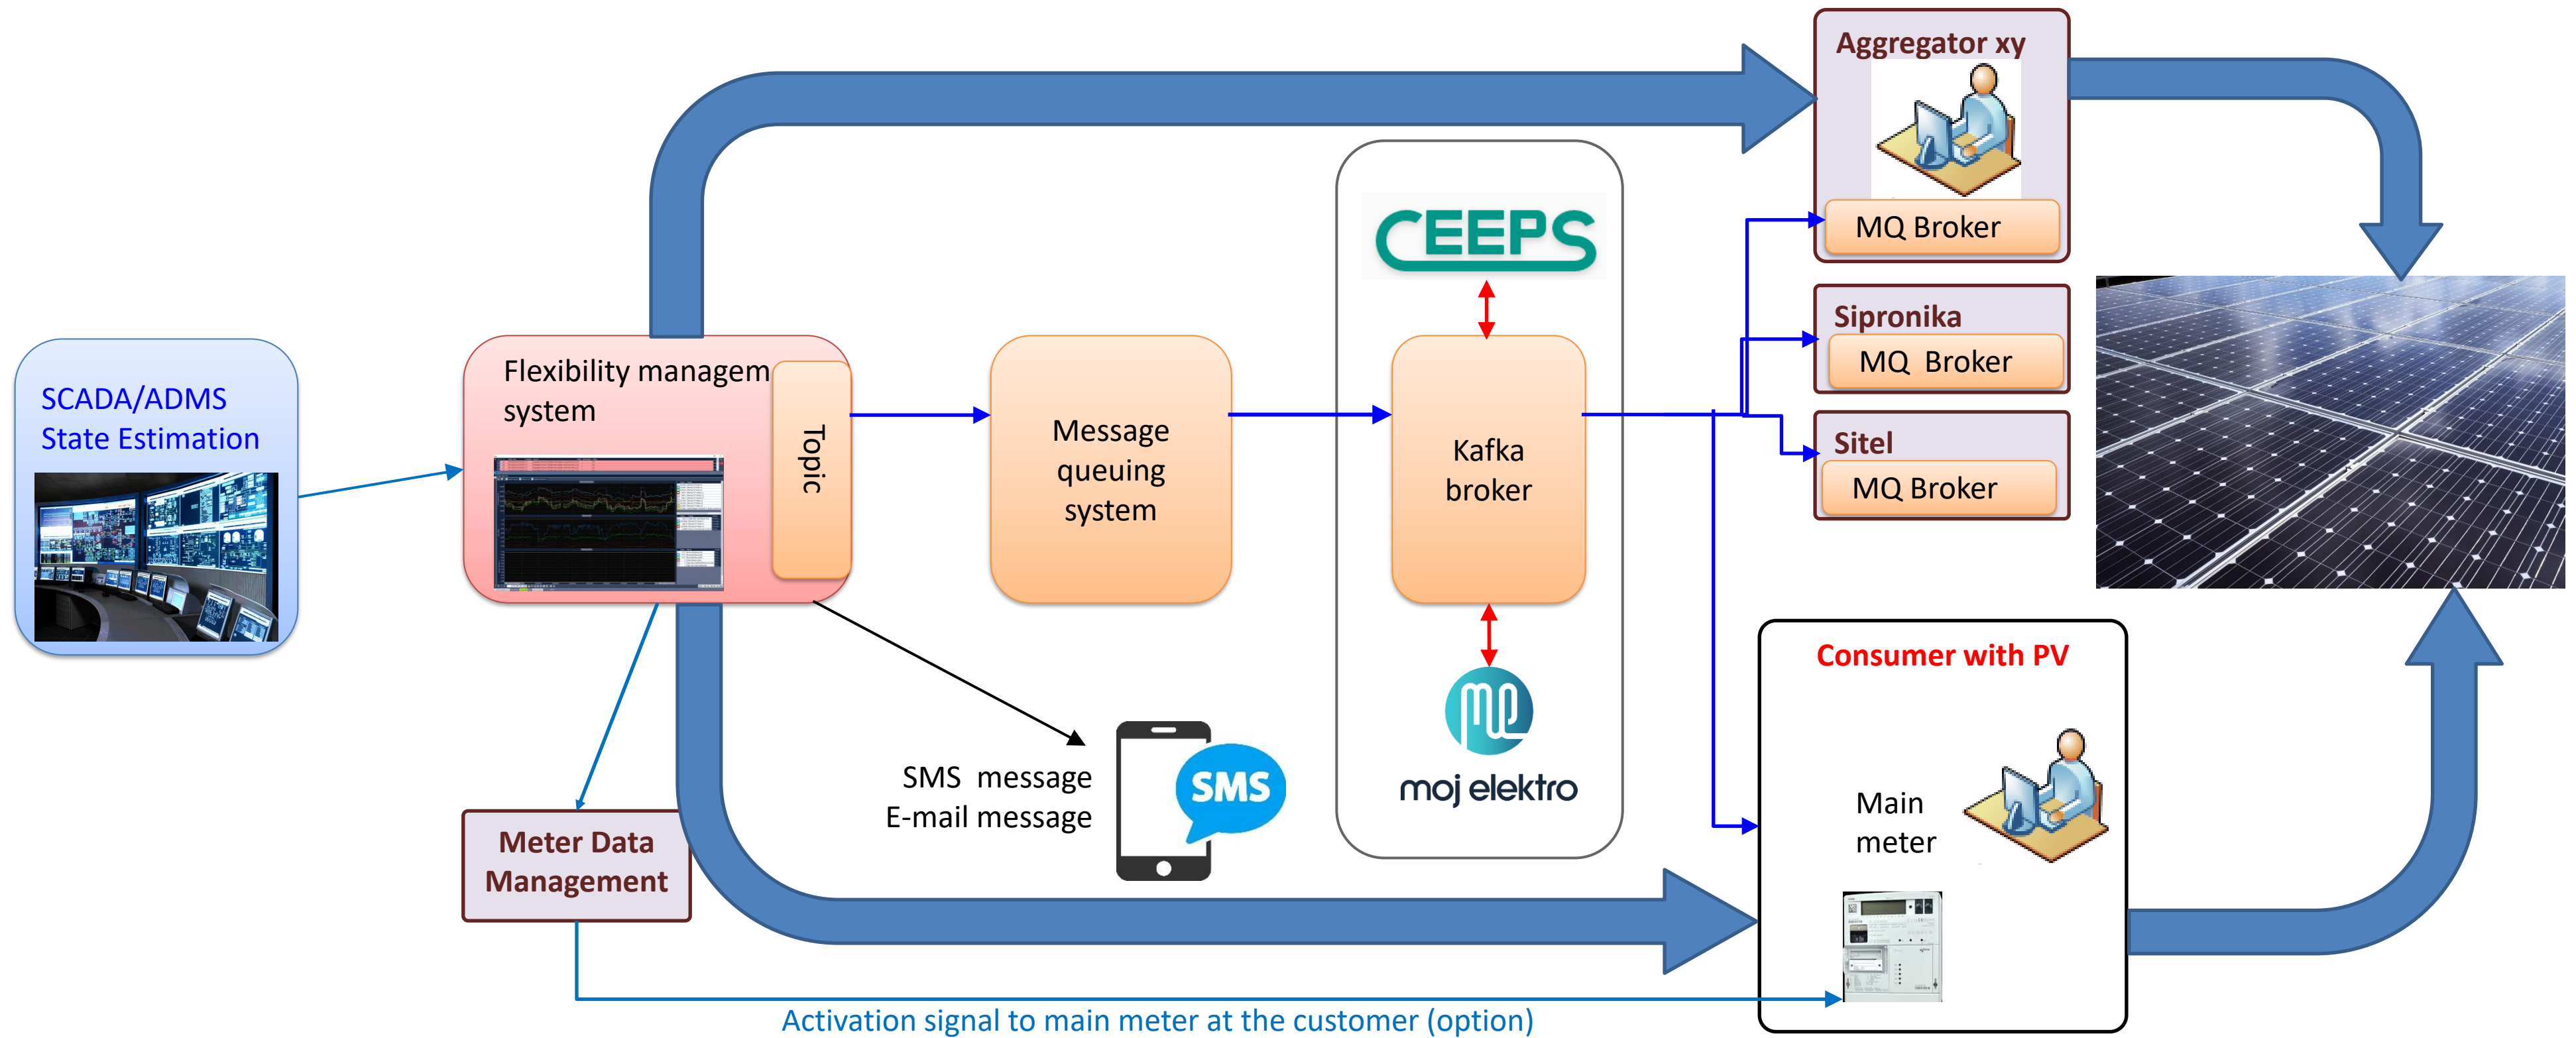 Aggregator xy
MQ Broker
CEEPS
Sipronika
MQ  Broker
Sitel
MQ Broker
SCADA/ADMS
State Estimation
Flexibility managem
system
Topic
Message
queuing
system
Kafka
broker
Consumer with PV
Main
meter
SMS  message
E-mail message
SMS
moj elektro
Meter Data
Management
Activation signal to main meter at the customer (option)